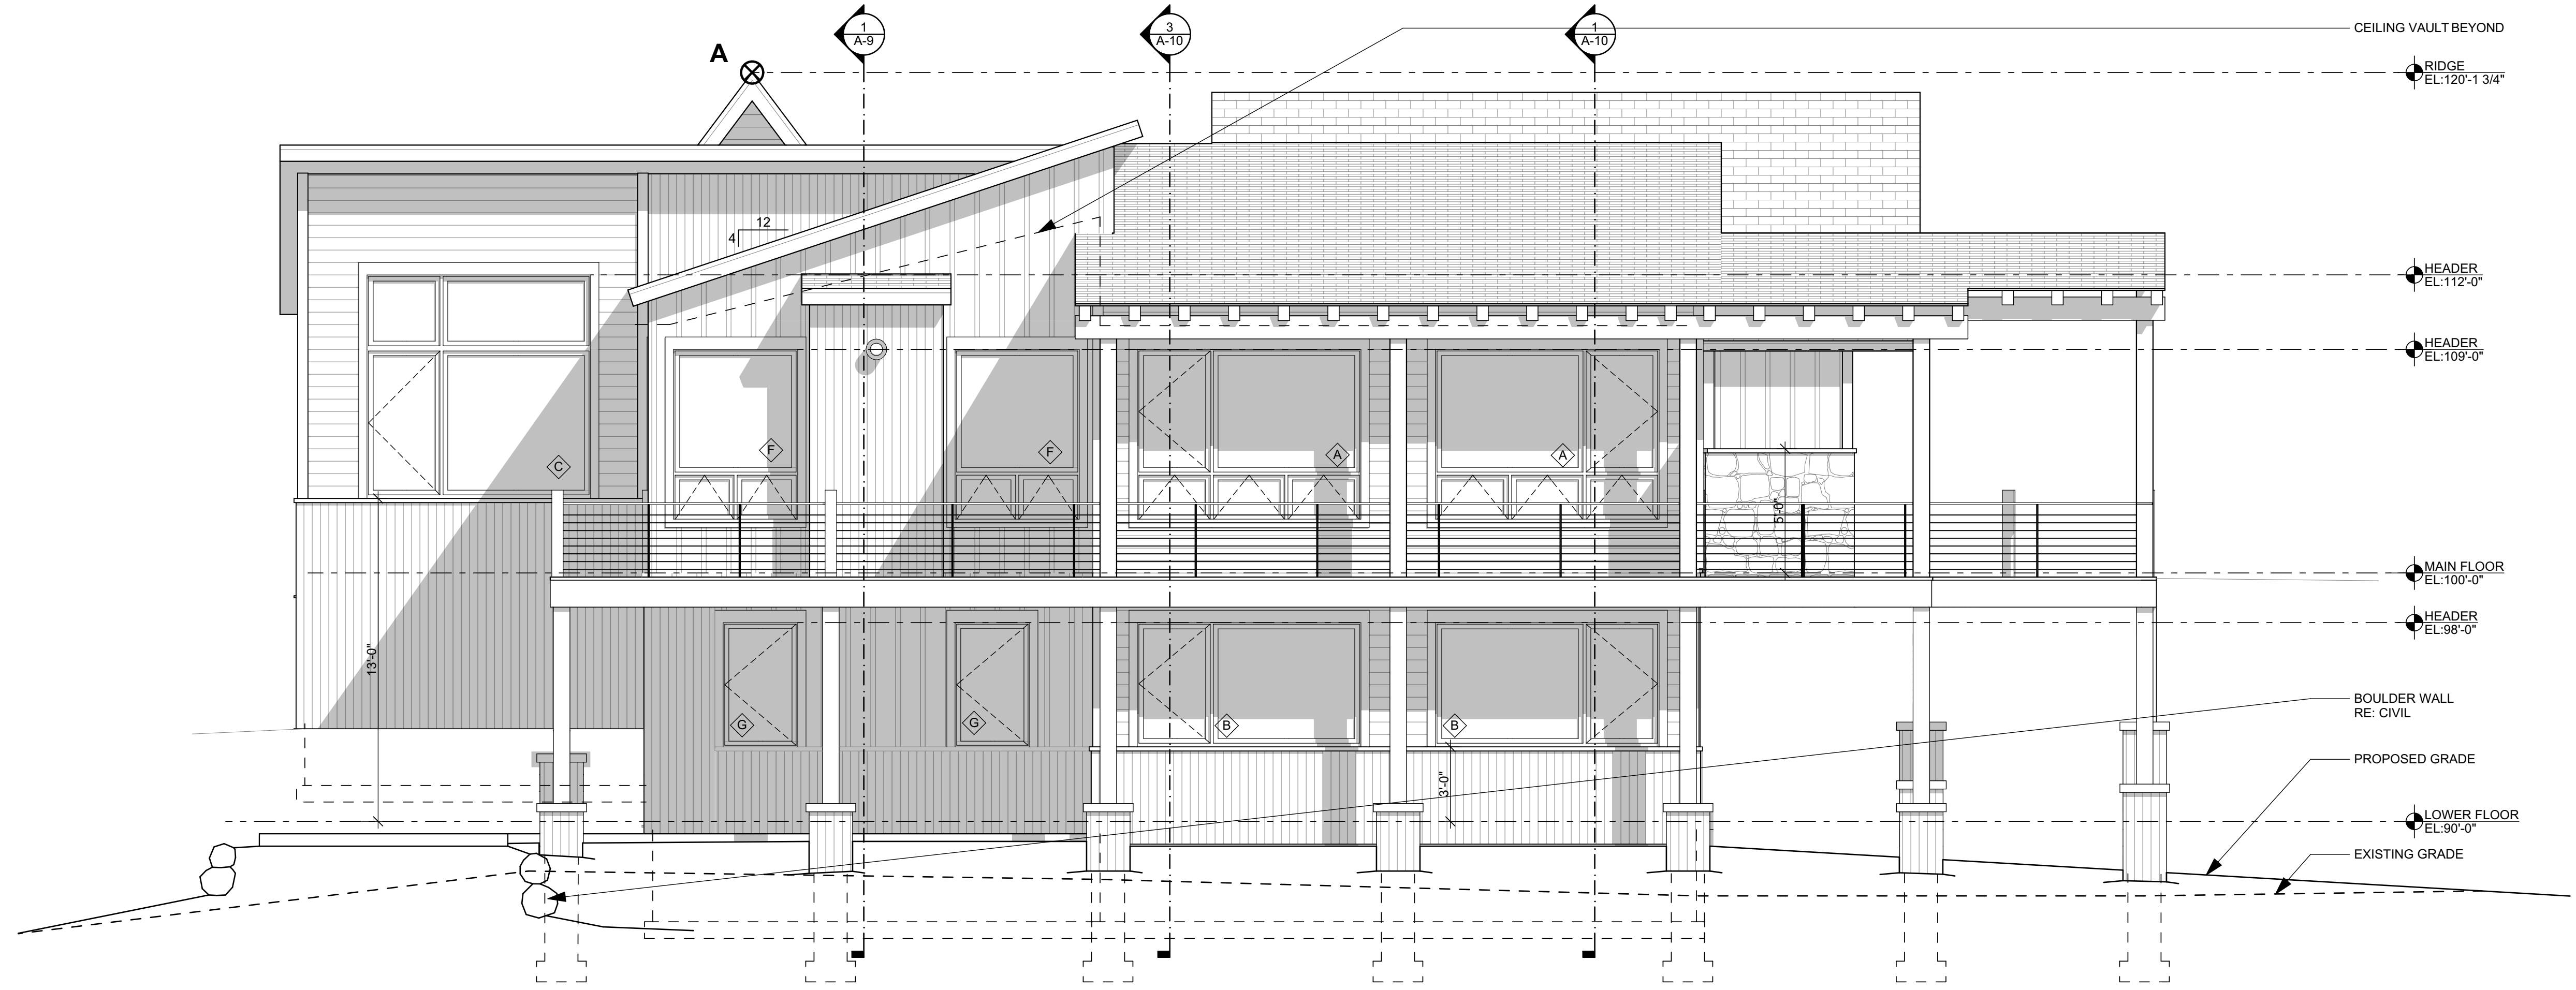 1
A-9
3
A-10
1
A-10
CEILING VAULT BEYOND
A
RIDGE
EL:120'-1 3/4"
12
4
HEADER
EL:112'-0"
HEADER
EL:109'-0"
C
F
F
A
A
5'-0"
MAIN FLOOR
EL:100'-0"
HEADER
EL:98'-0"
13'-0"
BOULDER WALL
RE: CIVIL
G
G
B
B
PROPOSED GRADE
3'-0"
LOWER FLOOR
EL:90'-0"
EXISTING GRADE